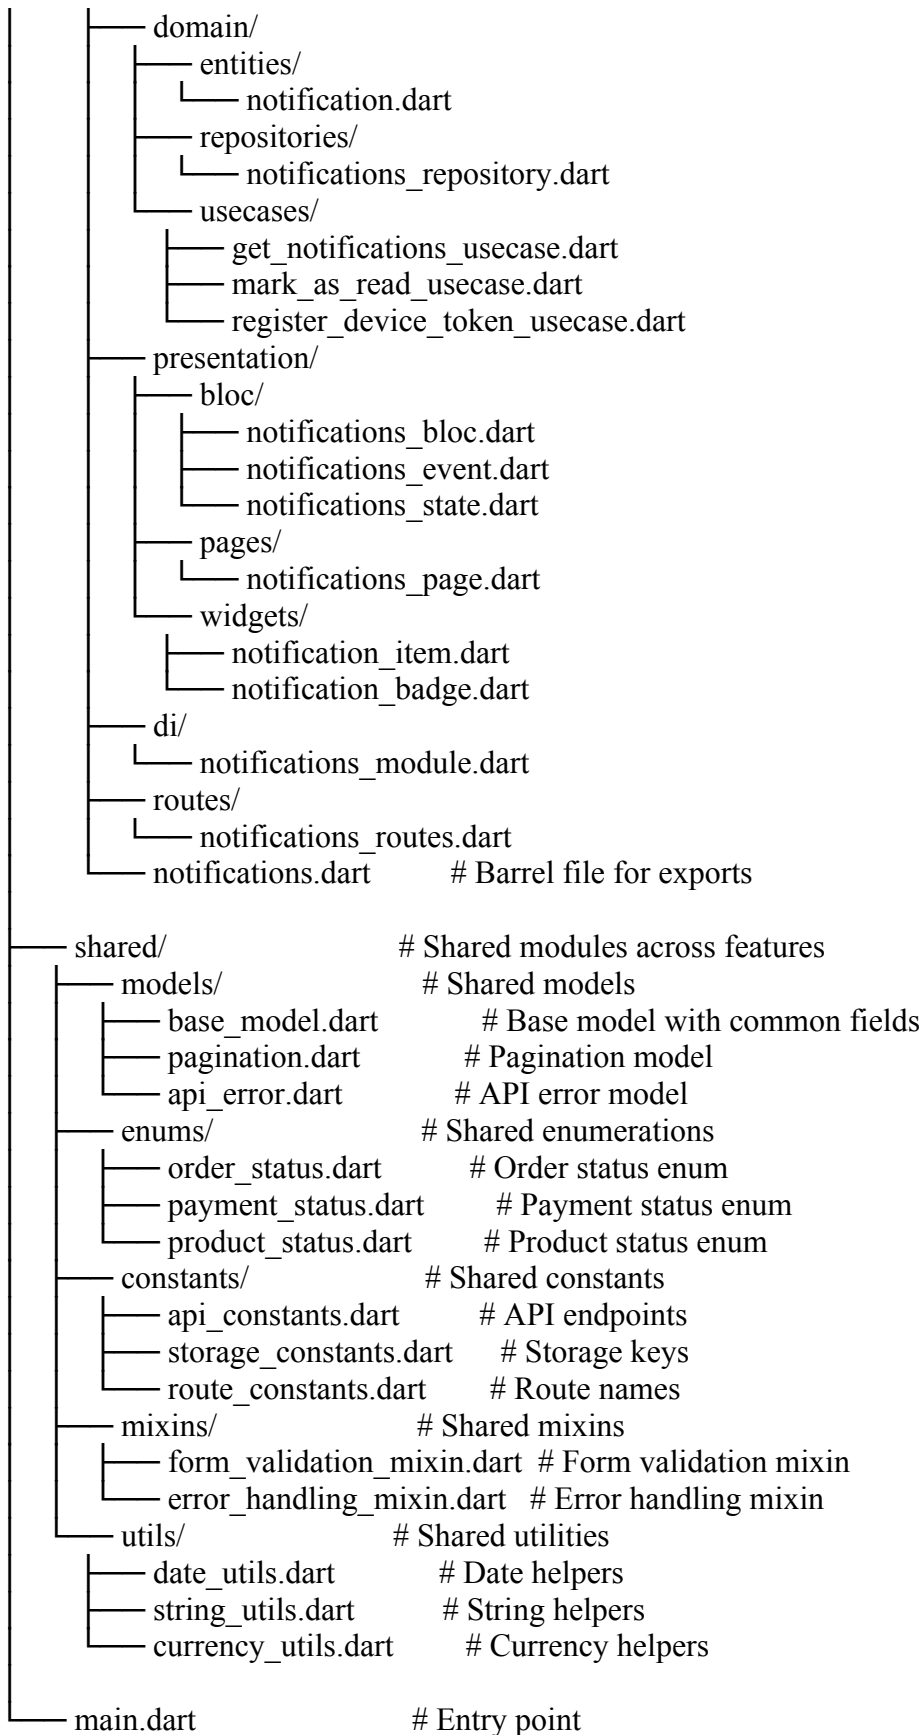 domain/
entities/
notification.dart
repositories/
notifications_repository.dart
usecases/
get_notifications_usecase.dart
mark_as_read_usecase.dart
register_device_token_usecase.dart
presentation/
bloc/
notifications_bloc.dart
notifications_event.dart
notifications_state.dart
pages/
notifications_page.dart
widgets/
notification_item.dart
notification_badge.dart
di/
notifications_module.dart
routes/
notifications_routes.dart
notifications.dart # Barrel file for exports
shared/ # Shared modules across features
models/ # Shared models
base_model.dart # Base model with common fields
pagination.dart # Pagination model
api_error.dart # API error model
enums/ # Shared enumerations
order_status.dart # Order status enum
payment_status.dart # Payment status enum
product_status.dart # Product status enum
constants/ # Shared constants
api_constants.dart # API endpoints
storage_constants.dart # Storage keys
route_constants.dart # Route names
mixins/ # Shared mixins
form_validation_mixin.dart # Form validation mixin
error_handling_mixin.dart # Error handling mixin
utils/ # Shared utilities
date_utils.dart # Date helpers
string_utils.dart # String helpers
currency_utils.dart # Currency helpers
main.dart # Entry point